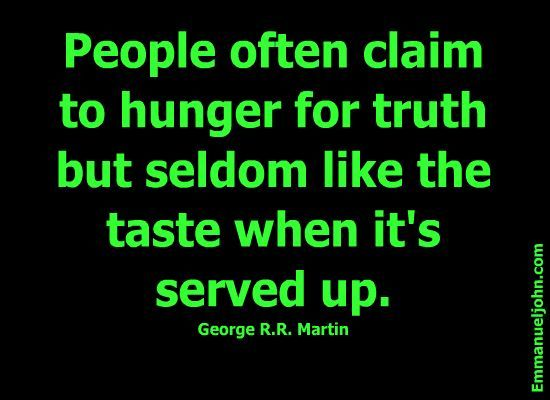 People often claim
to hunger for truth
but seldom like the
taste when it's
served up.
George R.R. Martin
Emmanueljohn.com